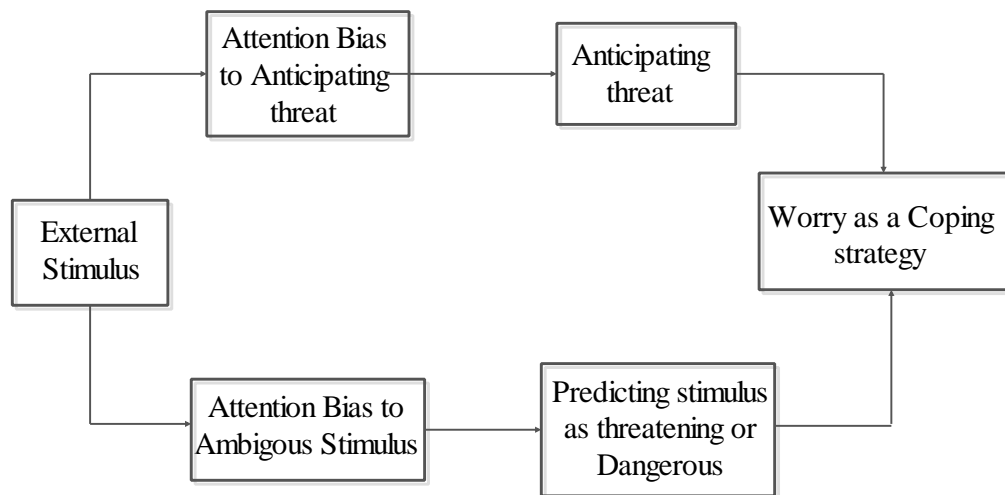 Attention Bias
to Anticipating
threat
Anticipating
threat
External
Stimulus
Worry as a Coping
strategy
Attention Bias to
Ambigous Stimulus
Predicting stimulus
as threatening or
Dangerous